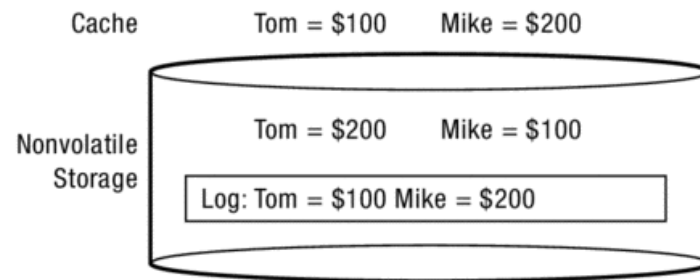 Cache Tom = $100 Mike = $200
Nonvolatile Storage Tom = $200 Mike = $100
Log: Tom = $100 Mike = $200